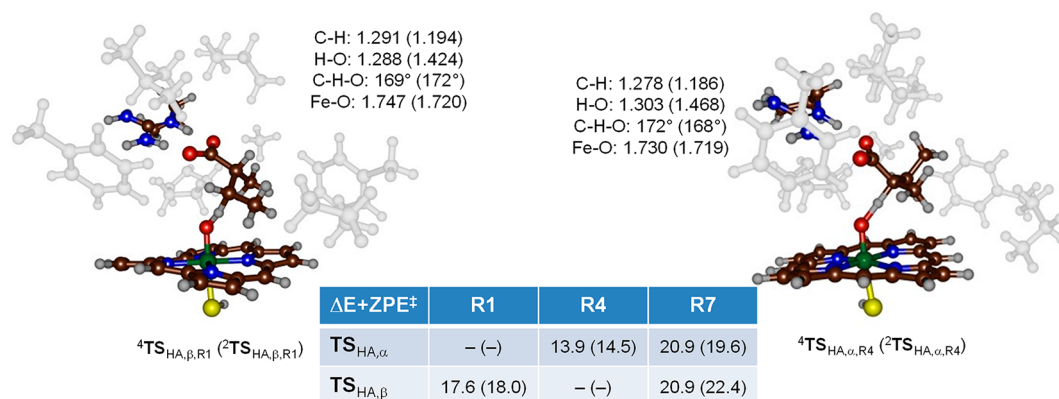 C-H: 1.291 (1.194)
H-O: 1.288 (1.424)
C-H-O: 169° (172°)
Fe-O: 1.747 (1.720)
C-H: 1.278 (1.186)
H-O: 1.303 (1.468)
C-H-O: 172° (168°)
Fe-O: 1.730 (1.719)
⁴TS_HA,β,R1 (²TS_HA,β,R1)
ΔE+ZPE‡ R1 R4 R7
TS_HA,α – (–) 13.9 (14.5) 20.9 (19.6)
TS_HA,β 17.6 (18.0) – (–) 20.9 (22.4)
⁴TS_HA,α,R4 (²TS_HA,α,R4)